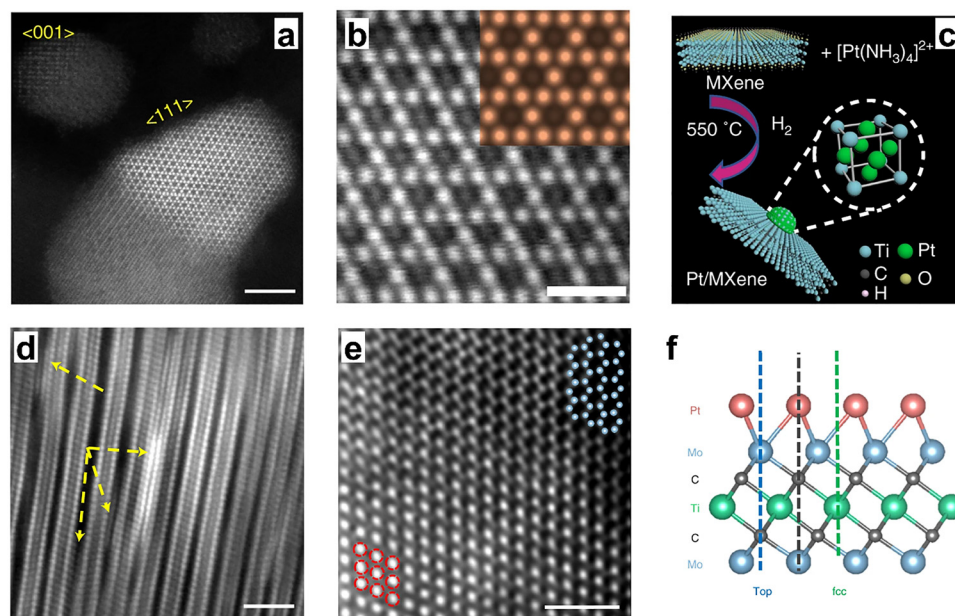 a
<001>
<111>
b
c
MXene
+ [Pt(NH₃)₄]²⁺
550 °C
H₂
Pt/MXene
Ti
Pt
C
O
H
d
e
f
Pt
Mo
C
Ti
C
Mo
Top
fcc